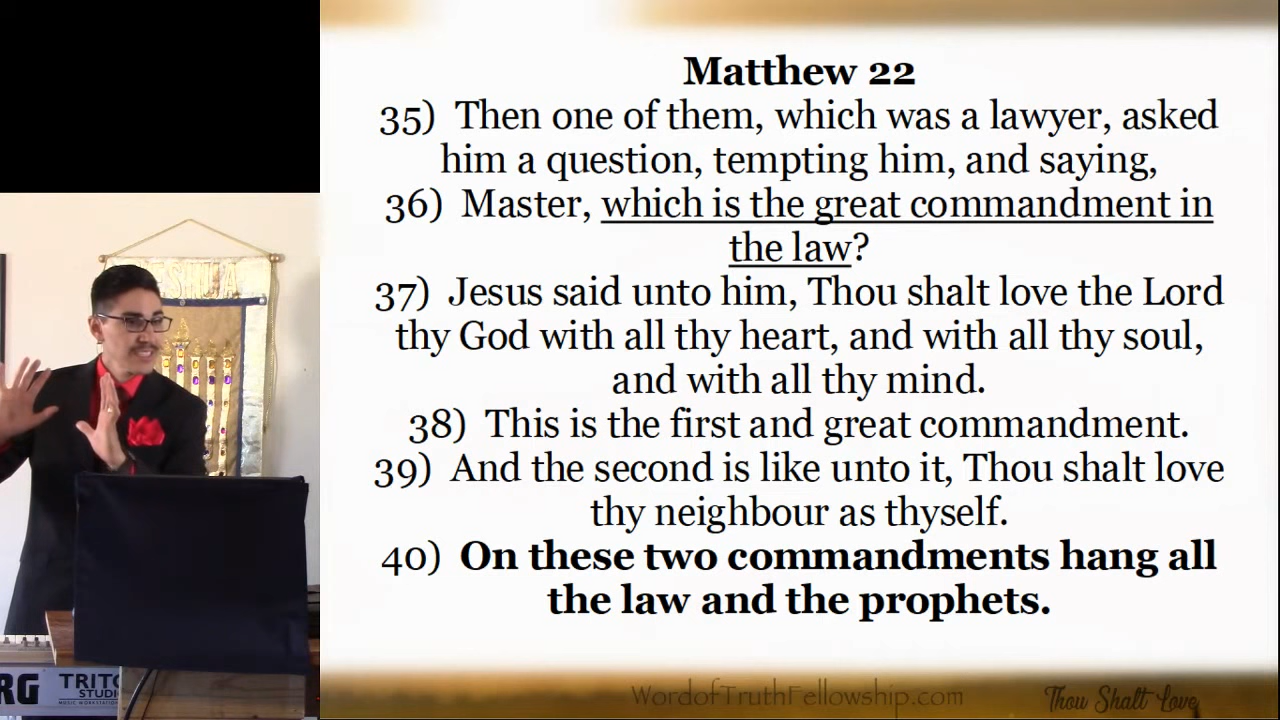 Matthew 22
35) Then one of them, which was a lawyer, asked
him a question, tempting him, and saying,
36) Master, which is the great commandment in
the law?
37) Jesus said unto him, Thou shalt love the Lord
thy God with all thy heart, and with all thy soul,
and with all thy mind.
38) This is the first and great commandment.
39) And the second is like unto it, Thou shalt love
thy neighbour as thyself.
40) On these two commandments hang all
the law and the prophets.
WordofTruthFellowship.com
Thou Shalt Love
RG
TRITO
STUDI
MUSIC WORKSTA